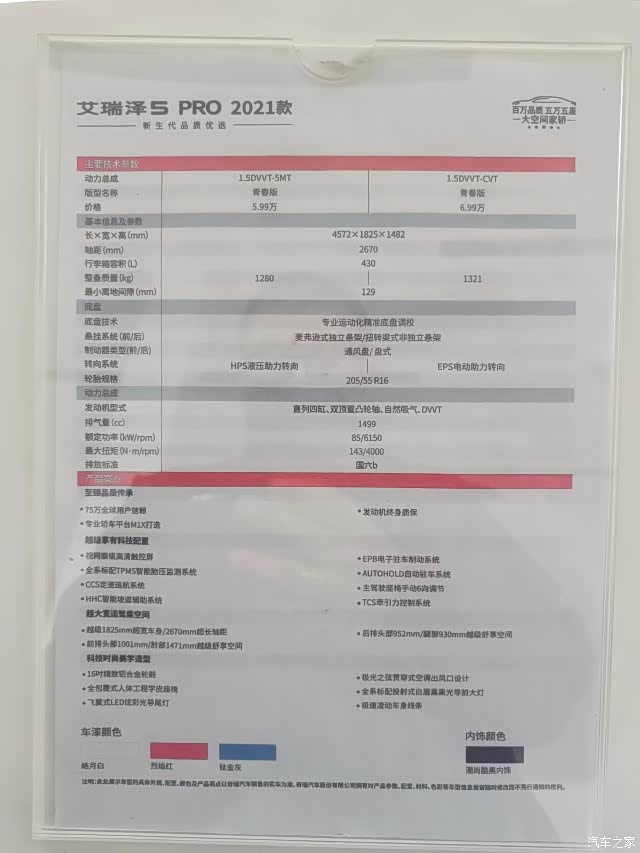 艾瑞泽5 PRO 2021款
新生代品质优选
百万品质 五万五星
大空间家轿
主要技术参数
动力总成 1.5DVVT-5MT 1.5DVVT-CVT
版型名称 青春版 青春版
价格 5.99万 6.99万
基本信息及参数
长×宽×高(mm) 4572×1825×1482
轴距(mm) 2670
行李箱容积(L) 430
整备质量(kg) 1280 1321
最小离地间隙(mm) 129
底盘
底盘技术 专业运动化精准底盘调校
悬挂系统(前/后) 麦弗逊式独立悬架/扭转梁式非独立悬架
制动器类型(前/后) 通风盘/盘式
转向系统 HPS液压助力转向 EPS电动助力转向
轮胎规格 205/55 R16
动力总成
发动机型式 直列四缸、双顶置凸轮轴、自然吸气、DVVT
排气量(cc) 1499
额定功率(kW/rpm) 85/6150
最大扭矩(N·m/rpm) 143/4000
排放标准 国六b
产品亮点
至臻品质传承
•75万全球用户信赖 •发动机终身质保
•专业轿车平台M1X打造
越级享有科技配置
•视网膜级高清触控屏 •EPB电子驻车制动系统
•全系标配TPMS智能胎压监测系统 •AUTOHOLD自动驻车系统
•CCS定速巡航系统 •主驾驶座椅手动6向调节
•HHC智能坡道辅助系统 •TCS牵引力控制系统
超大宽适驾乘空间
•越级1825mm超宽车身/2670mm超长轴距 •后排头部952mm/腿部930mm越级舒享空间
•前排头部1001mm/肘部1471mm越级舒享空间
科技时尚美学造型
•16吋精致铝合金轮毂 •极光之弦贯穿式空调出风口设计
•全包覆式人体工程学皮座椅 •全系标配投射式白眉黑光导前大灯
•飞翼式LED炫彩光导尾灯 •极速凌动车身线条
车漆颜色 内饰颜色
皓月白 烈焰红 钛金灰 潮尚酷黑内饰
汽车之家